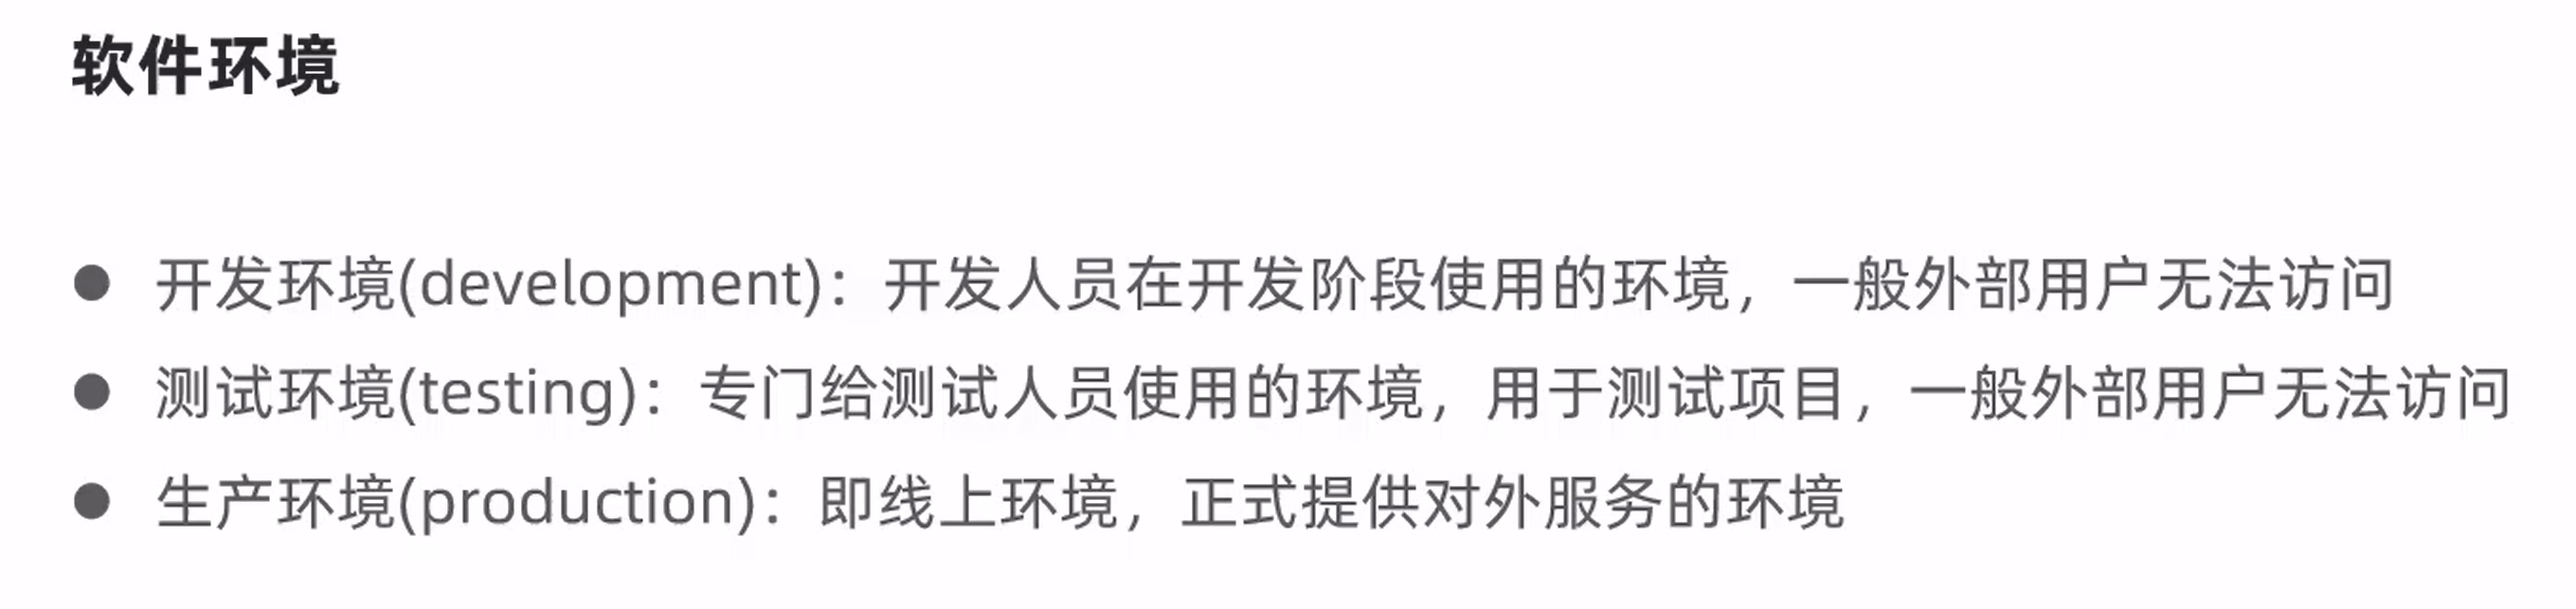 软件环境
● 开发环境(development)：开发人员在开发阶段使用的环境，一般外部用户无法访问
● 测试环境(testing)：专门给测试人员使用的环境，用于测试项目，一般外部用户无法访问
● 生产环境(production)：即线上环境，正式提供对外服务的环境